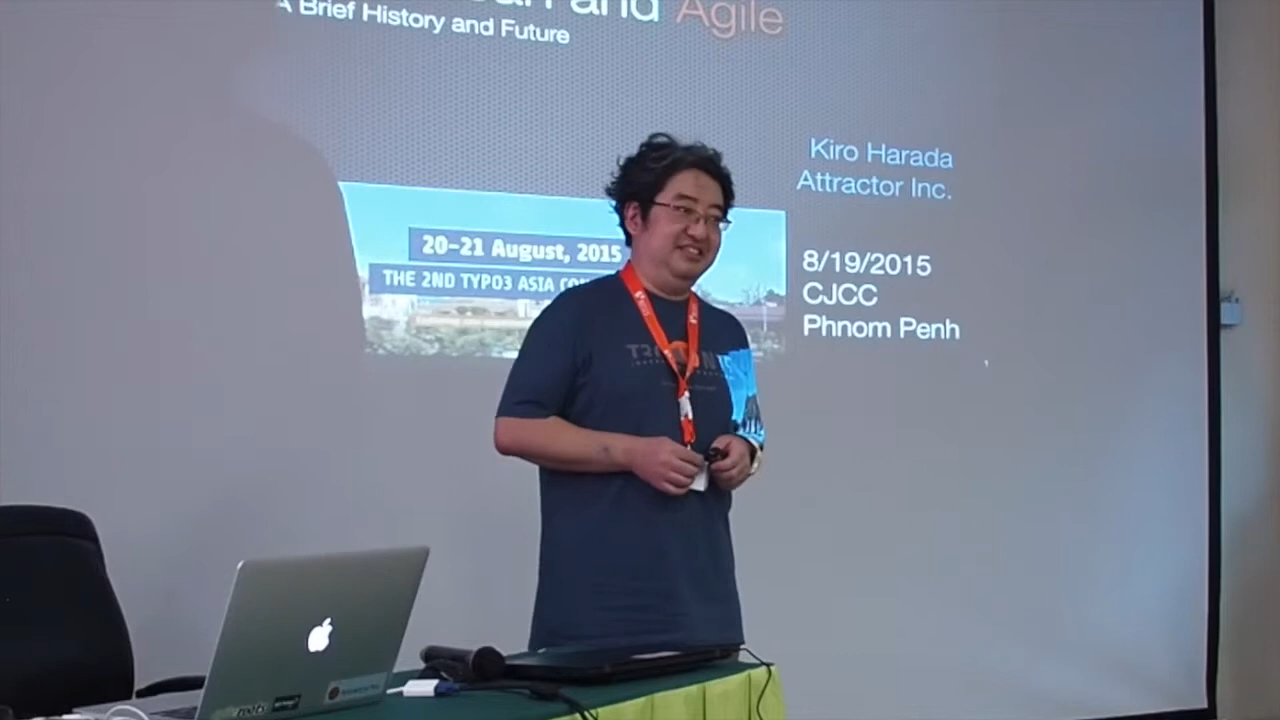 and Agile
A Brief History and Future
Kiro Harada
Attractor Inc.
20-21 August, 2015
THE 2ND TYPO3 ASIA
8/19/2015
CJCC
Phnom Penh
roots